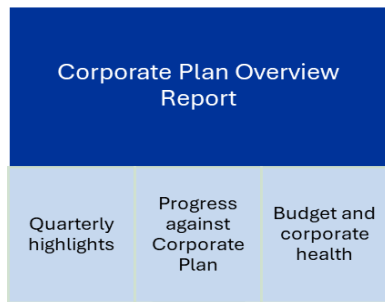 Corporate Plan Overview
Report
Quarterly
highlights
Progress
against
Corporate
Plan
Budget and
corporate
health